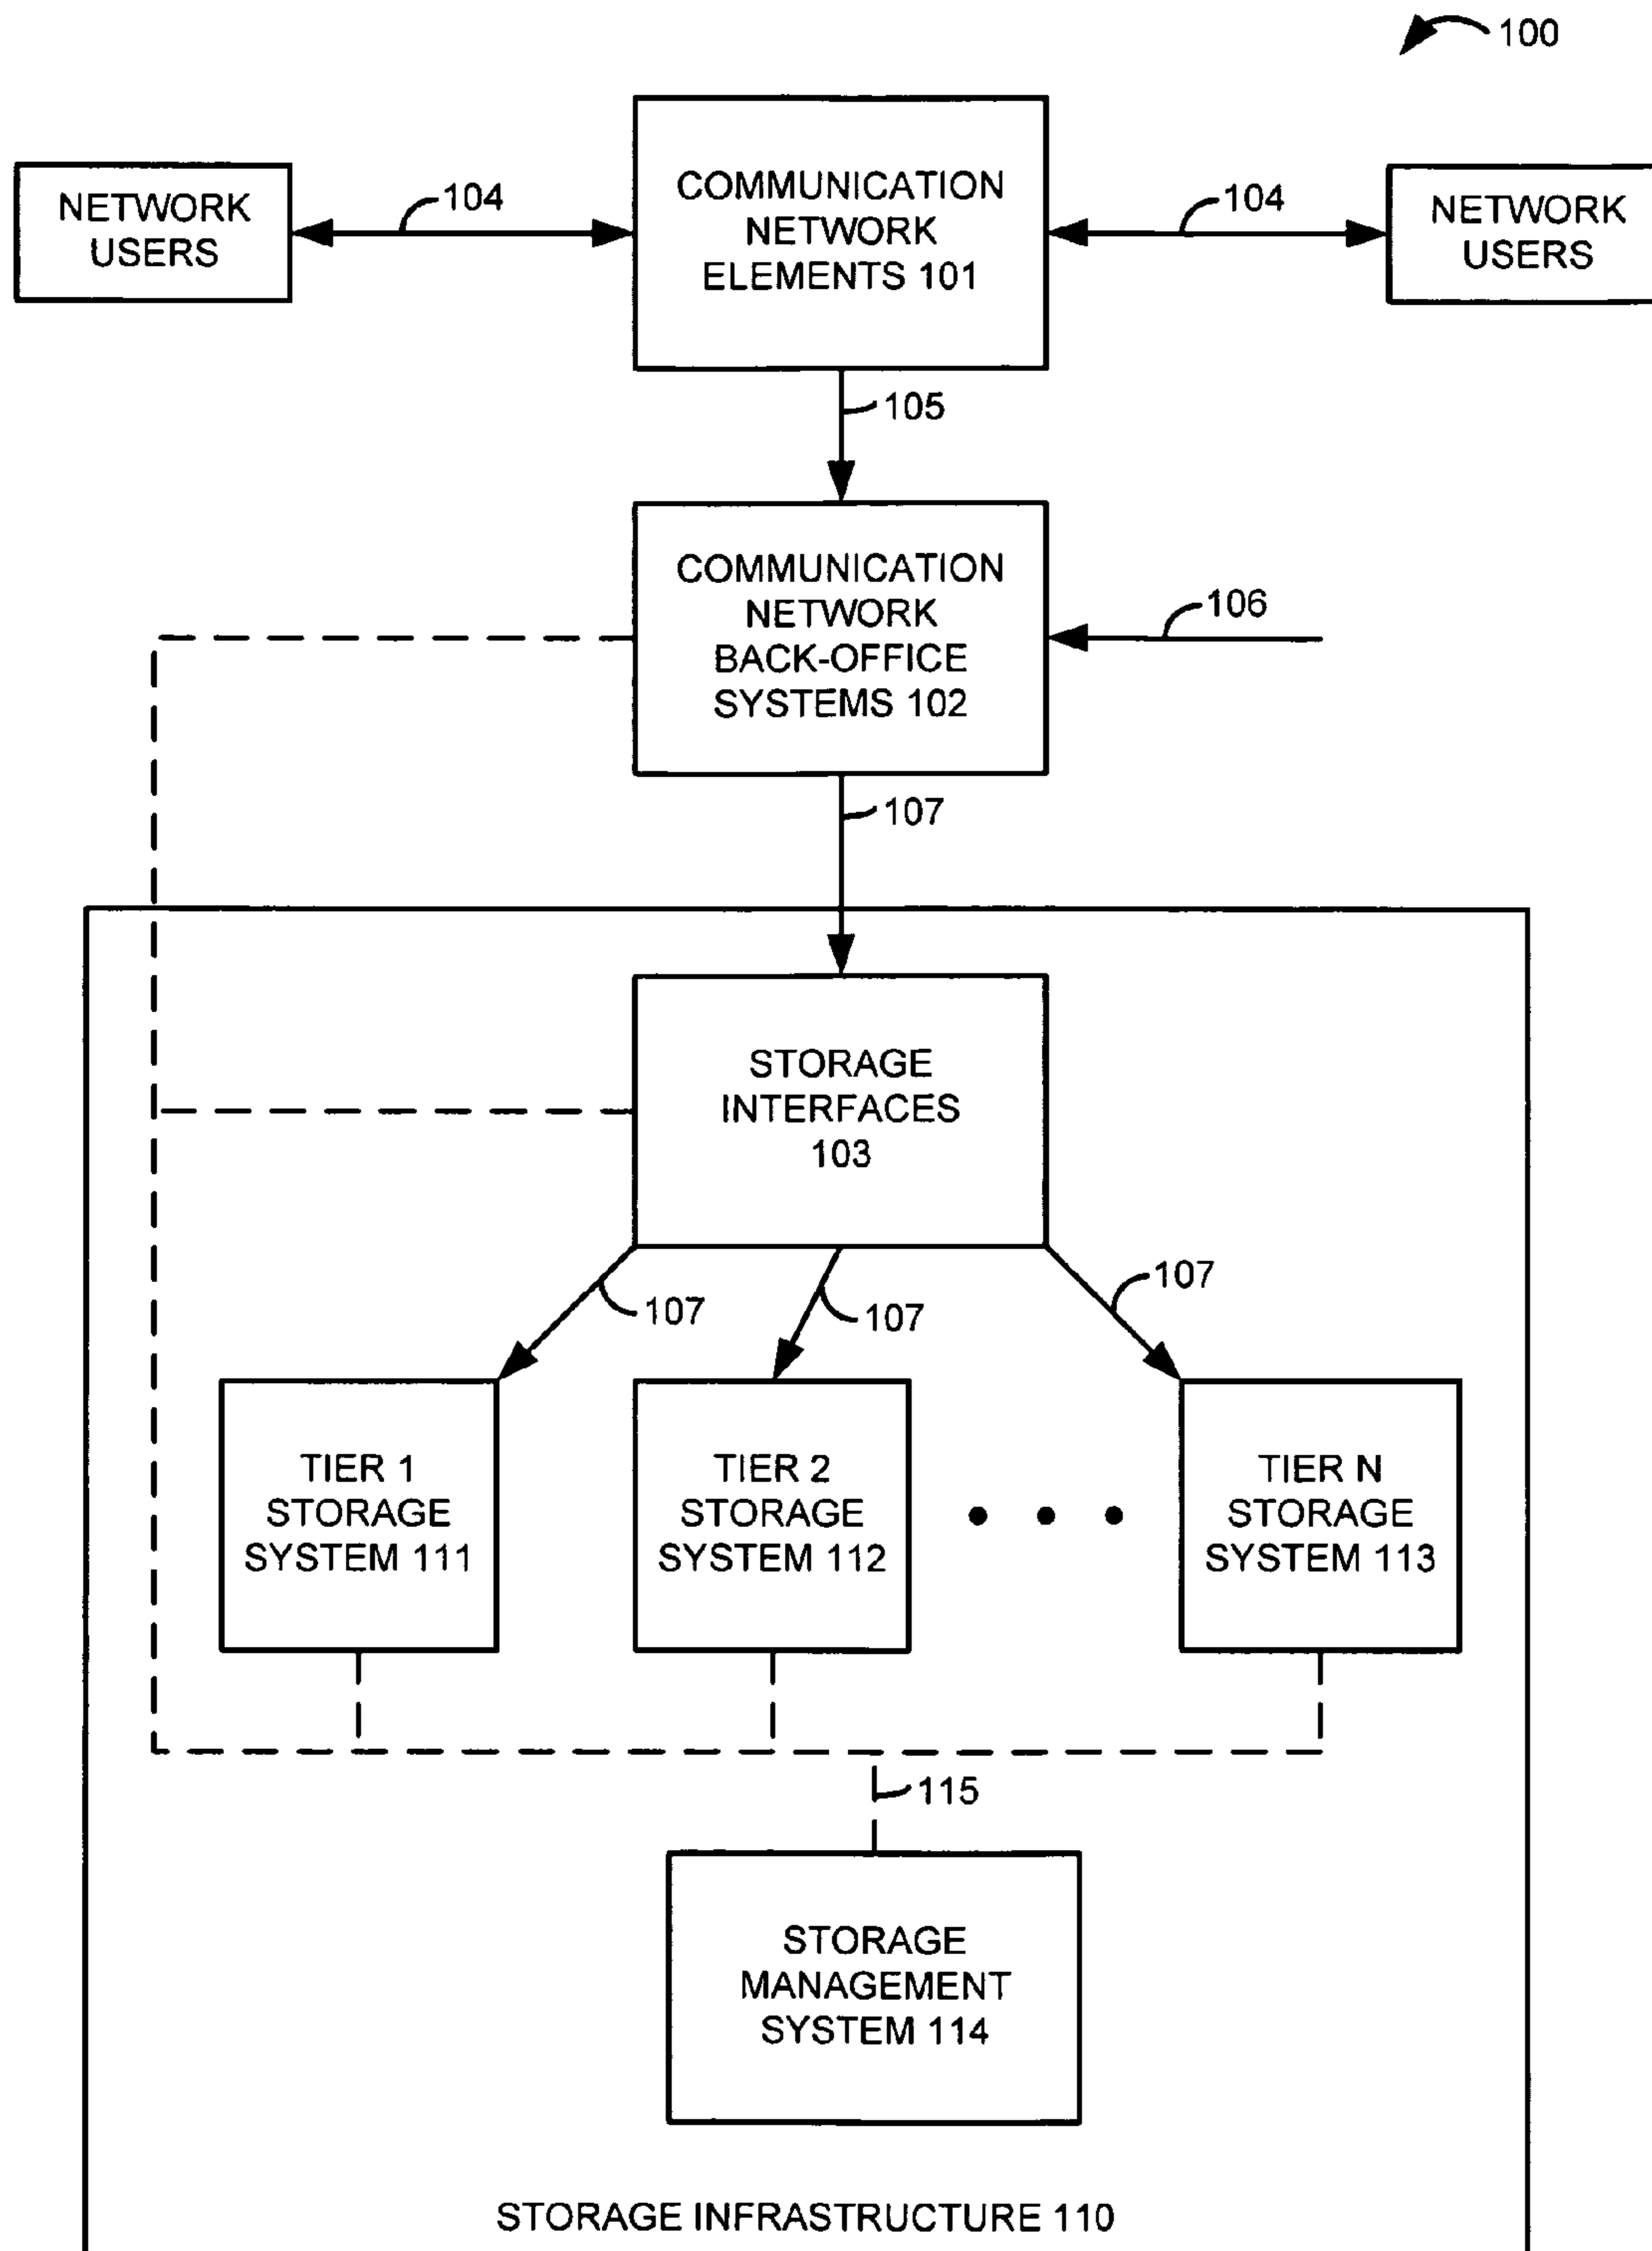 100
NETWORK
USERS
104
COMMUNICATION
NETWORK
ELEMENTS 101
104
NETWORK
USERS
105
COMMUNICATION
NETWORK
BACK-OFFICE
SYSTEMS 102
106
107
STORAGE
INTERFACES
103
107
107
107
TIER 1
STORAGE
SYSTEM 111
TIER 2
STORAGE
SYSTEM 112
TIER N
STORAGE
SYSTEM 113
115
STORAGE
MANAGEMENT
SYSTEM 114
STORAGE INFRASTRUCTURE 110